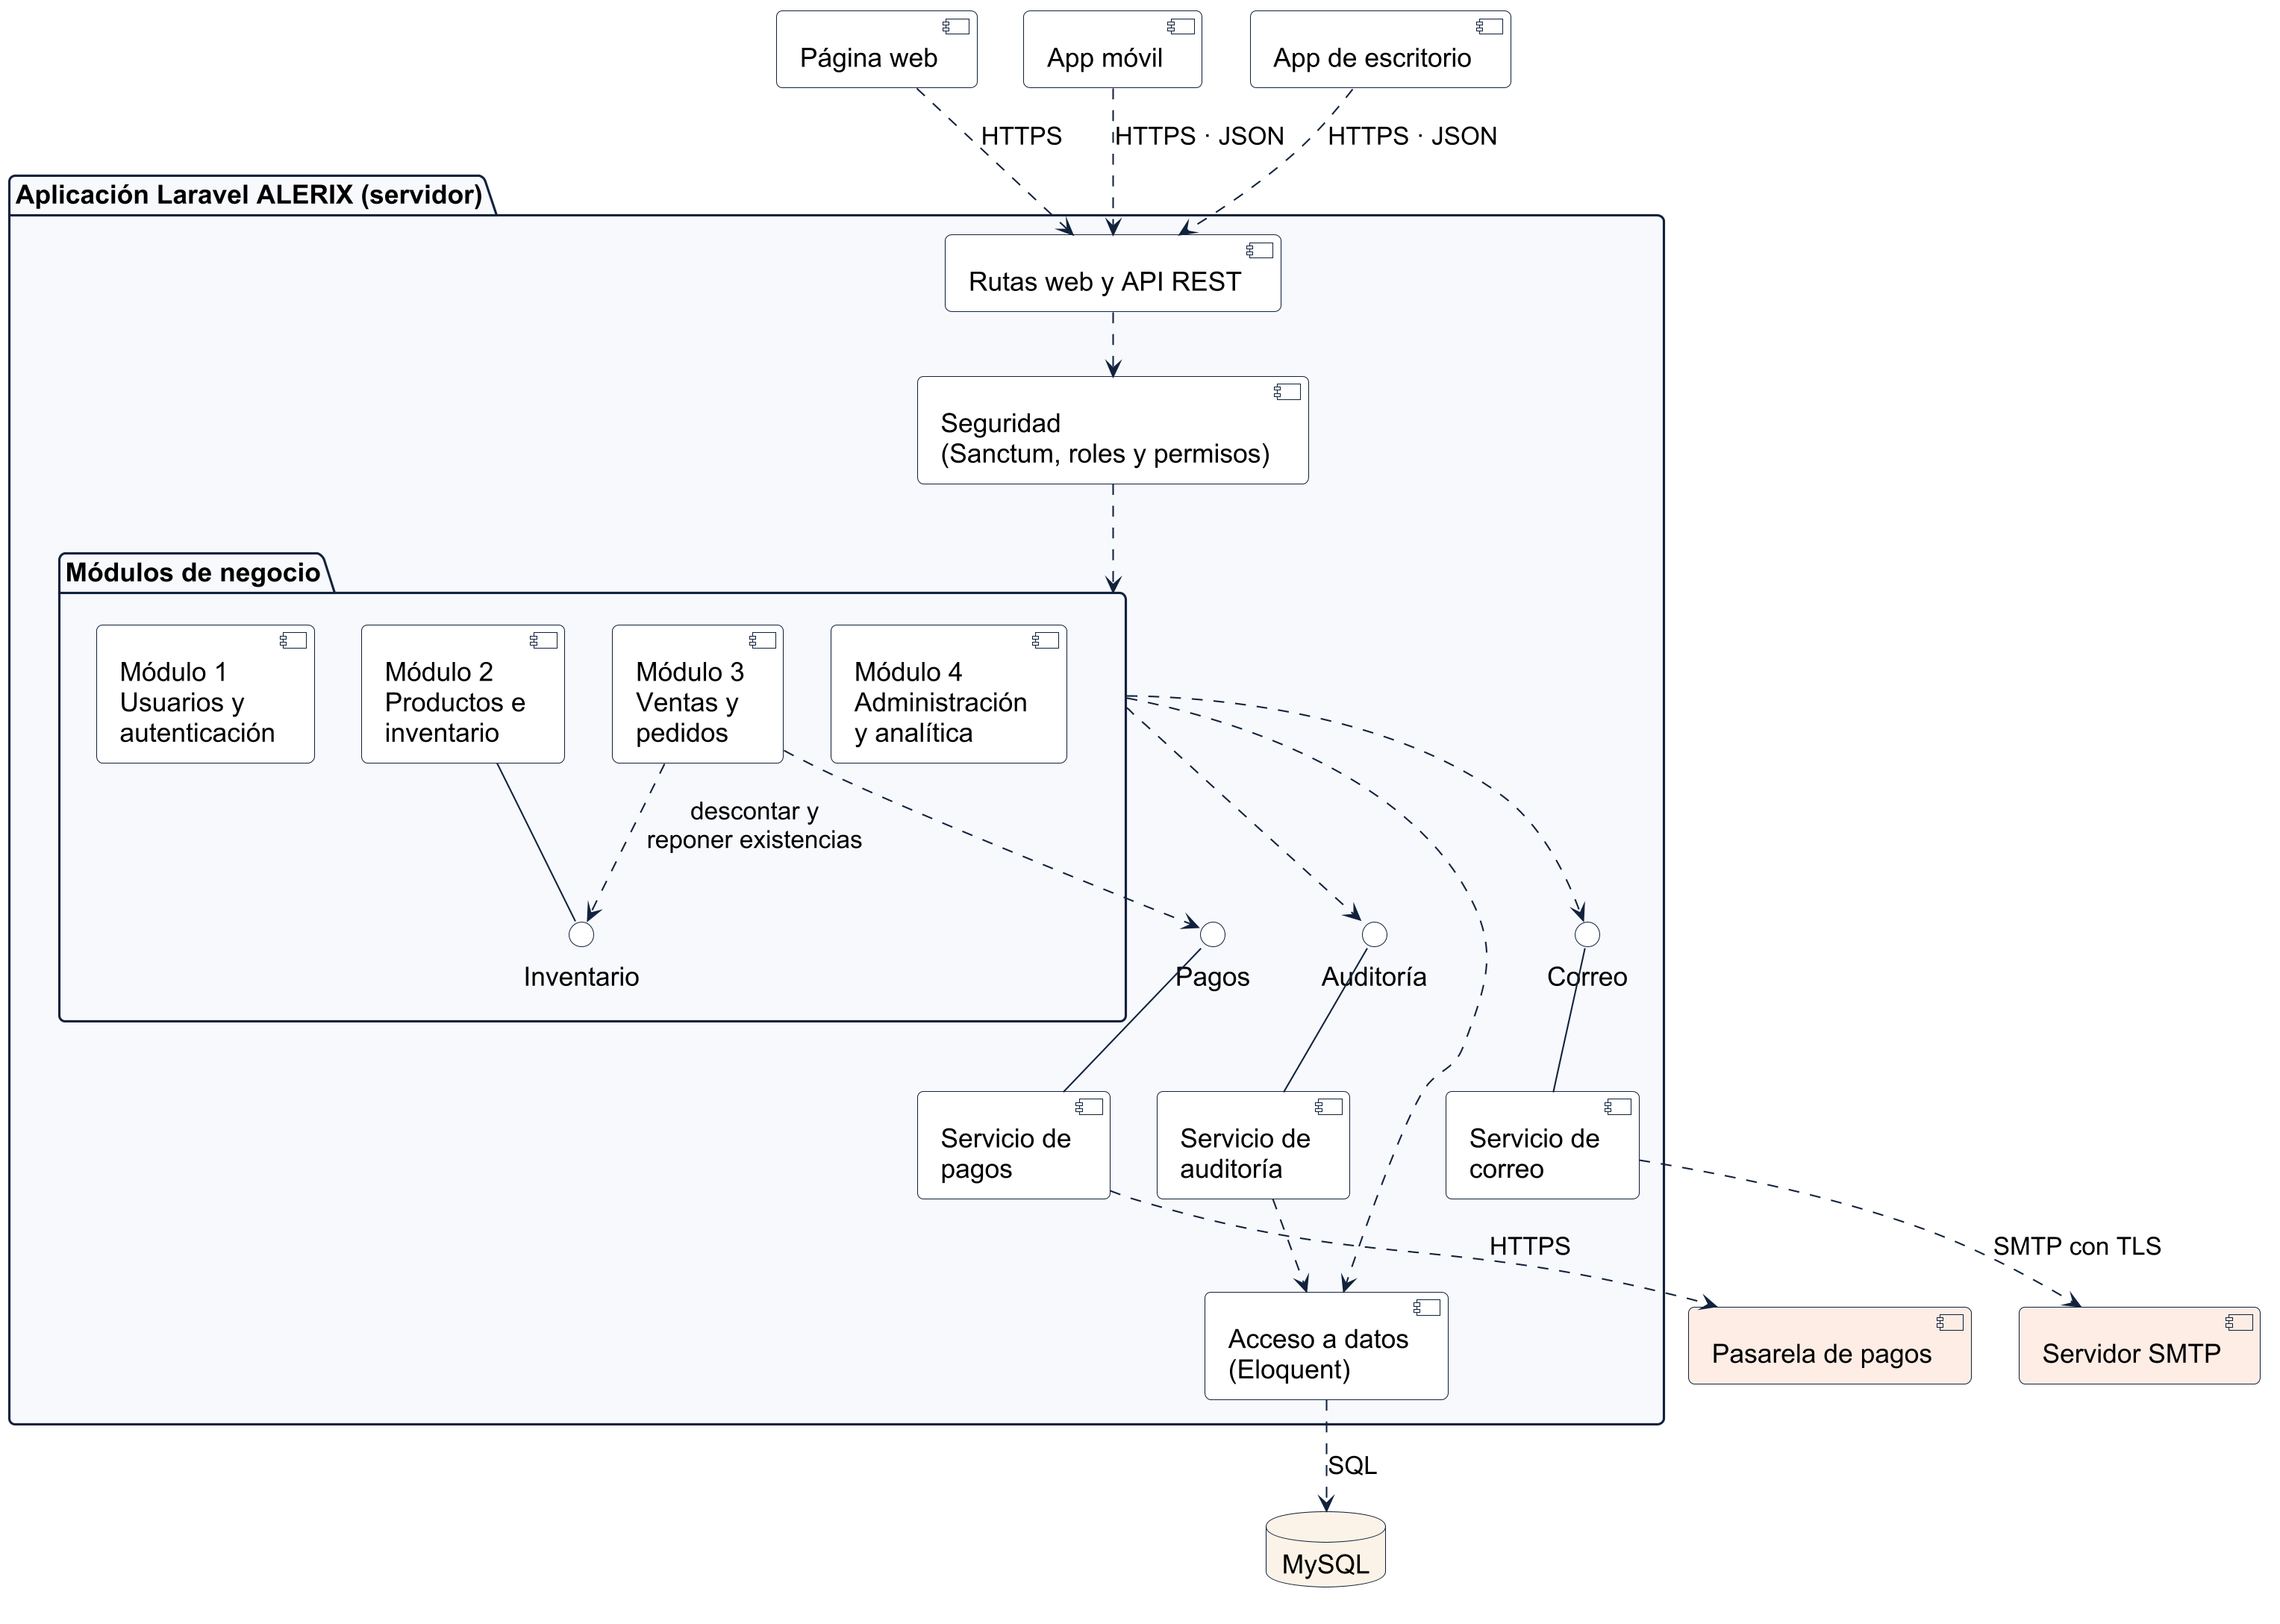 Página web
App móvil
App de escritorio
HTTPS
HTTPS · JSON
HTTPS · JSON
Aplicación Laravel ALERIX (servidor)
Rutas web y API REST
Seguridad
(Sanctum, roles y permisos)
Módulos de negocio
Módulo 1
Usuarios y
autenticación
Módulo 2
Productos e
inventario
Módulo 3
Ventas y
pedidos
Módulo 4
Administración
y analítica
descontar y
reponer existencias
Inventario
Pagos
Auditoría
Correo
Servicio de
pagos
Servicio de
auditoría
Servicio de
correo
HTTPS
SMTP con TLS
Acceso a datos
(Eloquent)
Pasarela de pagos
Servidor SMTP
SQL
MySQL